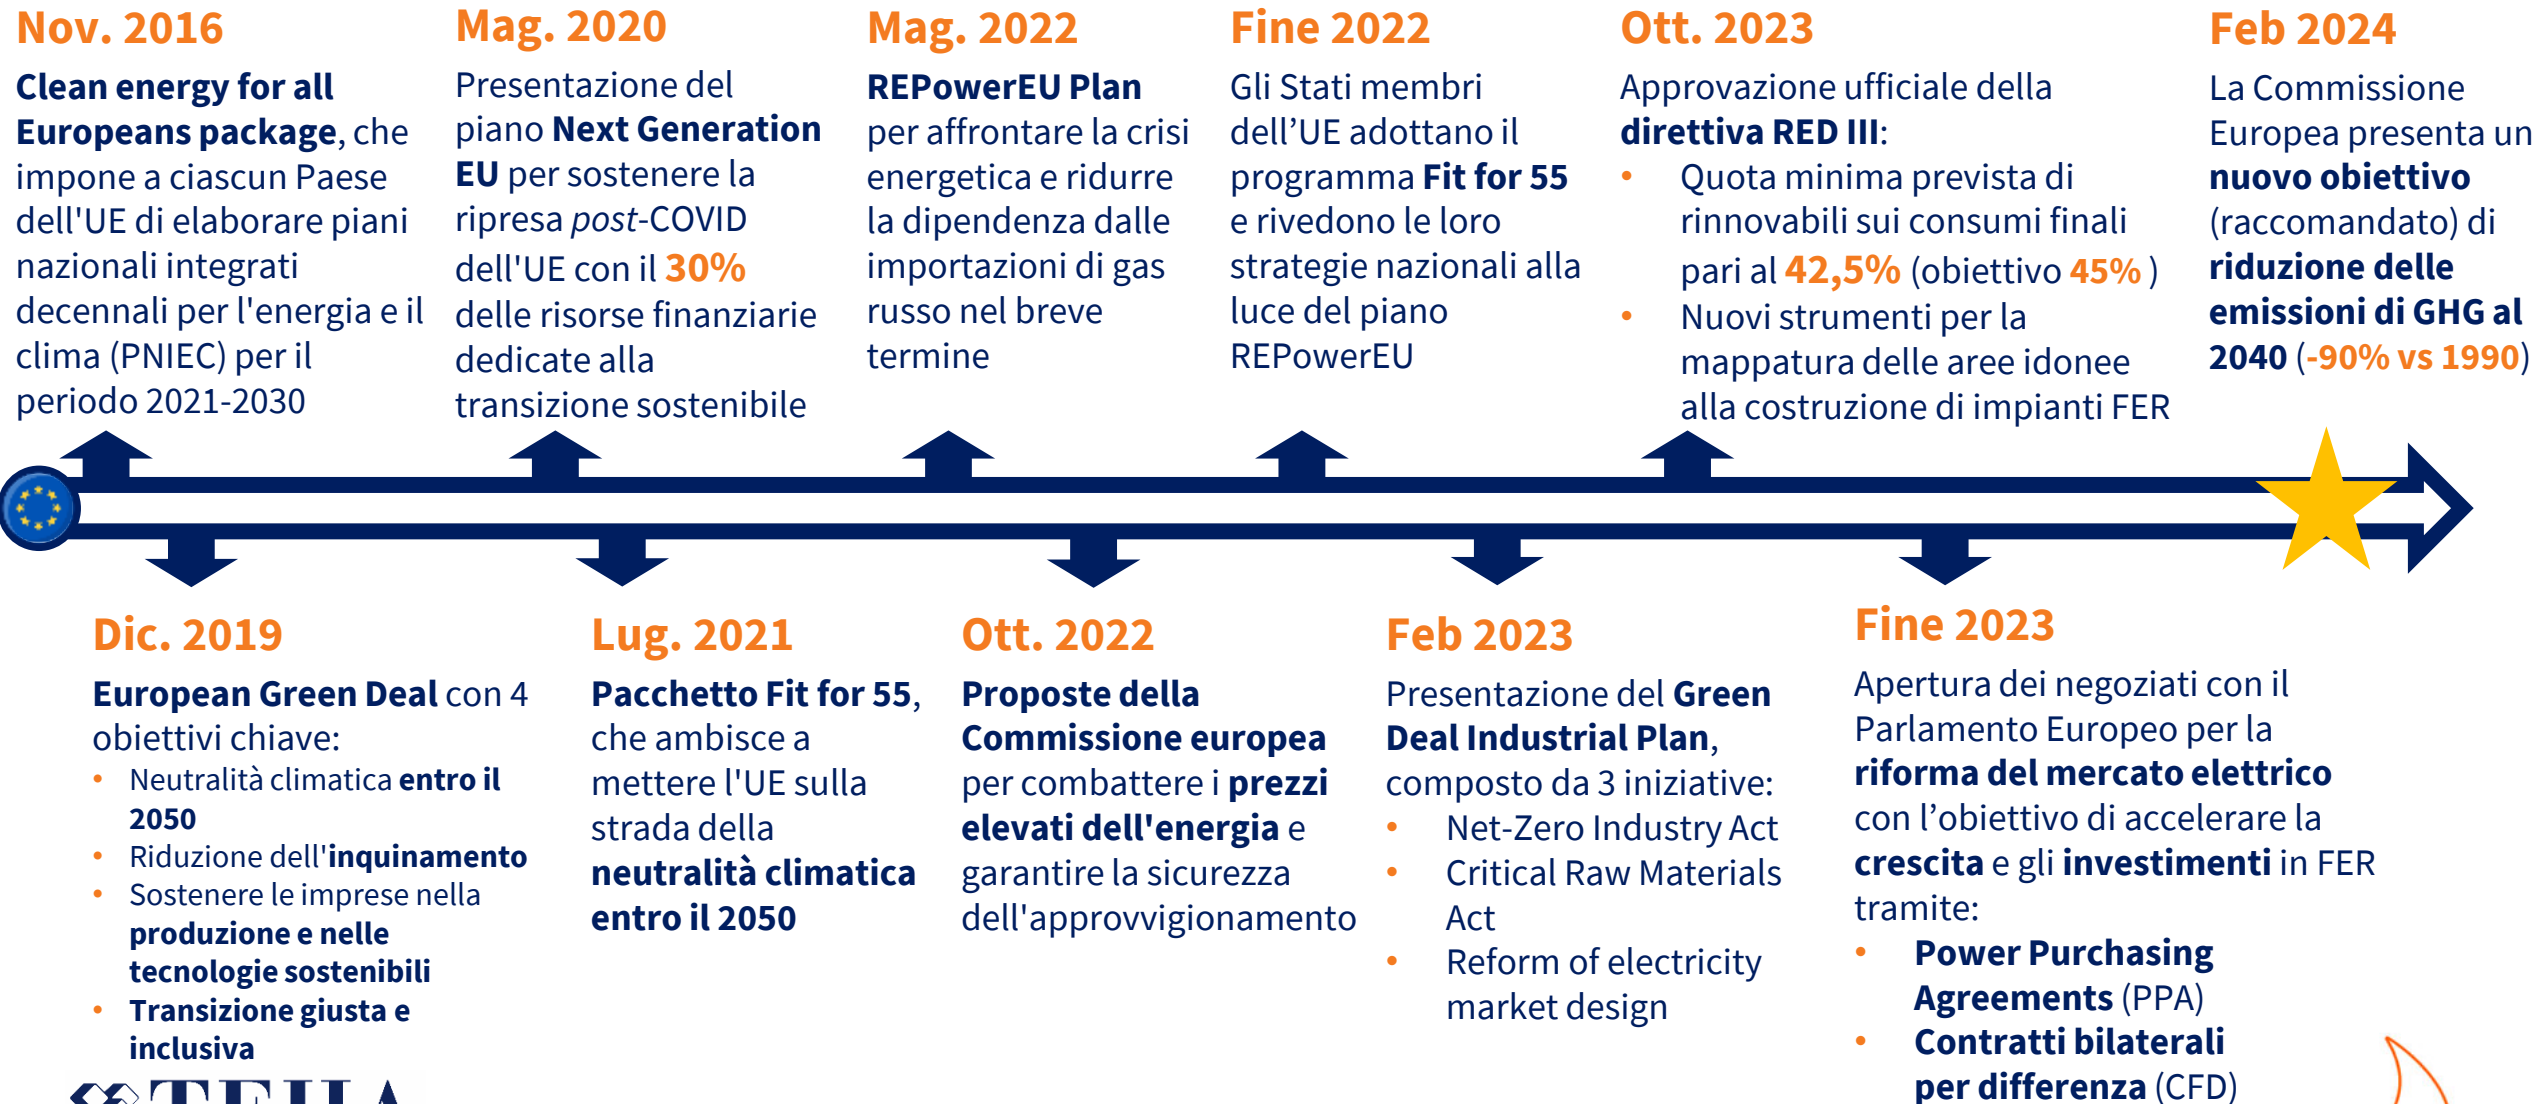 Nov. 2016
Clean energy for all
Europeans package, che
impone a ciascun Paese
dell'UE di elaborare piani
nazionali integrati
decennali per l'energia e il
clima (PNIEC) per il
periodo 2021-2030
Mag. 2020
Presentazione del
piano Next Generation
EU per sostenere la
ripresa post-COVID
dell'UE con il 30%
delle risorse finanziarie
dedicate alla
transizione sostenibile
Mag. 2022
REPowerEU Plan
per affrontare la crisi
energetica e ridurre
la dipendenza dalle
importazioni di gas
russo nel breve
termine
Fine 2022
Gli Stati membri
dell’UE adottano il
programma Fit for 55
e rivedono le loro
strategie nazionali alla
luce del piano
REPowerEU
Ott. 2023
Approvazione ufficiale della
direttiva RED III:
• Quota minima prevista di
rinnovabili sui consumi finali
pari al 42,5% (obiettivo 45% )
• Nuovi strumenti per la
mappatura delle aree idonee
alla costruzione di impianti FER
Feb 2024
La Commissione
Europea presenta un
nuovo obiettivo
(raccomandato) di
riduzione delle
emissioni di GHG al
2040 (-90% vs 1990)
Dic. 2019
European Green Deal con 4
obiettivi chiave:
• Neutralità climatica entro il
2050
• Riduzione dell'inquinamento
• Sostenere le imprese nella
produzione e nelle
tecnologie sostenibili
• Transizione giusta e
inclusiva
Lug. 2021
Pacchetto Fit for 55,
che ambisce a
mettere l'UE sulla
strada della
neutralità climatica
entro il 2050
Ott. 2022
Proposte della
Commissione europea
per combattere i prezzi
elevati dell'energia e
garantire la sicurezza
dell'approvvigionamento
Feb 2023
Presentazione del Green
Deal Industrial Plan,
composto da 3 iniziative:
• Net-Zero Industry Act
• Critical Raw Materials
Act
• Reform of electricity
market design
Fine 2023
Apertura dei negoziati con il
Parlamento Europeo per la
riforma del mercato elettrico
con l’obiettivo di accelerare la
crescita e gli investimenti in FER
tramite:
• Power Purchasing
Agreements (PPA)
• Contratti bilaterali
per differenza (CFD)